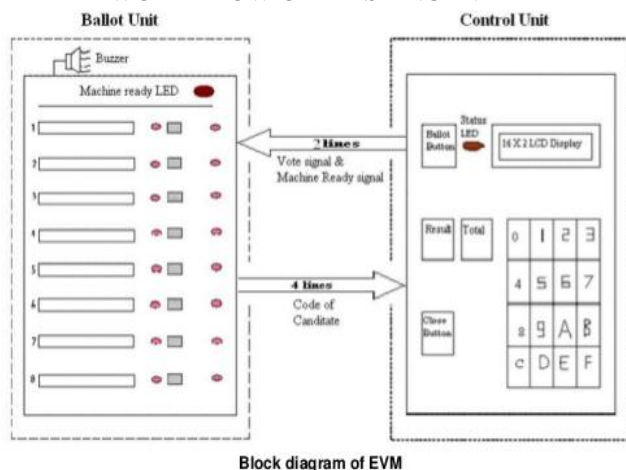 Ballot Unit
Control Unit
Buzzer
Machine ready LED
1
2
3
4
5
6
7
8
2 lines
Vote signal &
Machine Ready signal
4 lines
Code of
Canditate
Ballot
Button
Status
LED
16 X 2 LCD Display
Result
Total
Close
Button
0 1 2 3
4 5 6 7
8 9 A B
C D E F
Block diagram of EVM